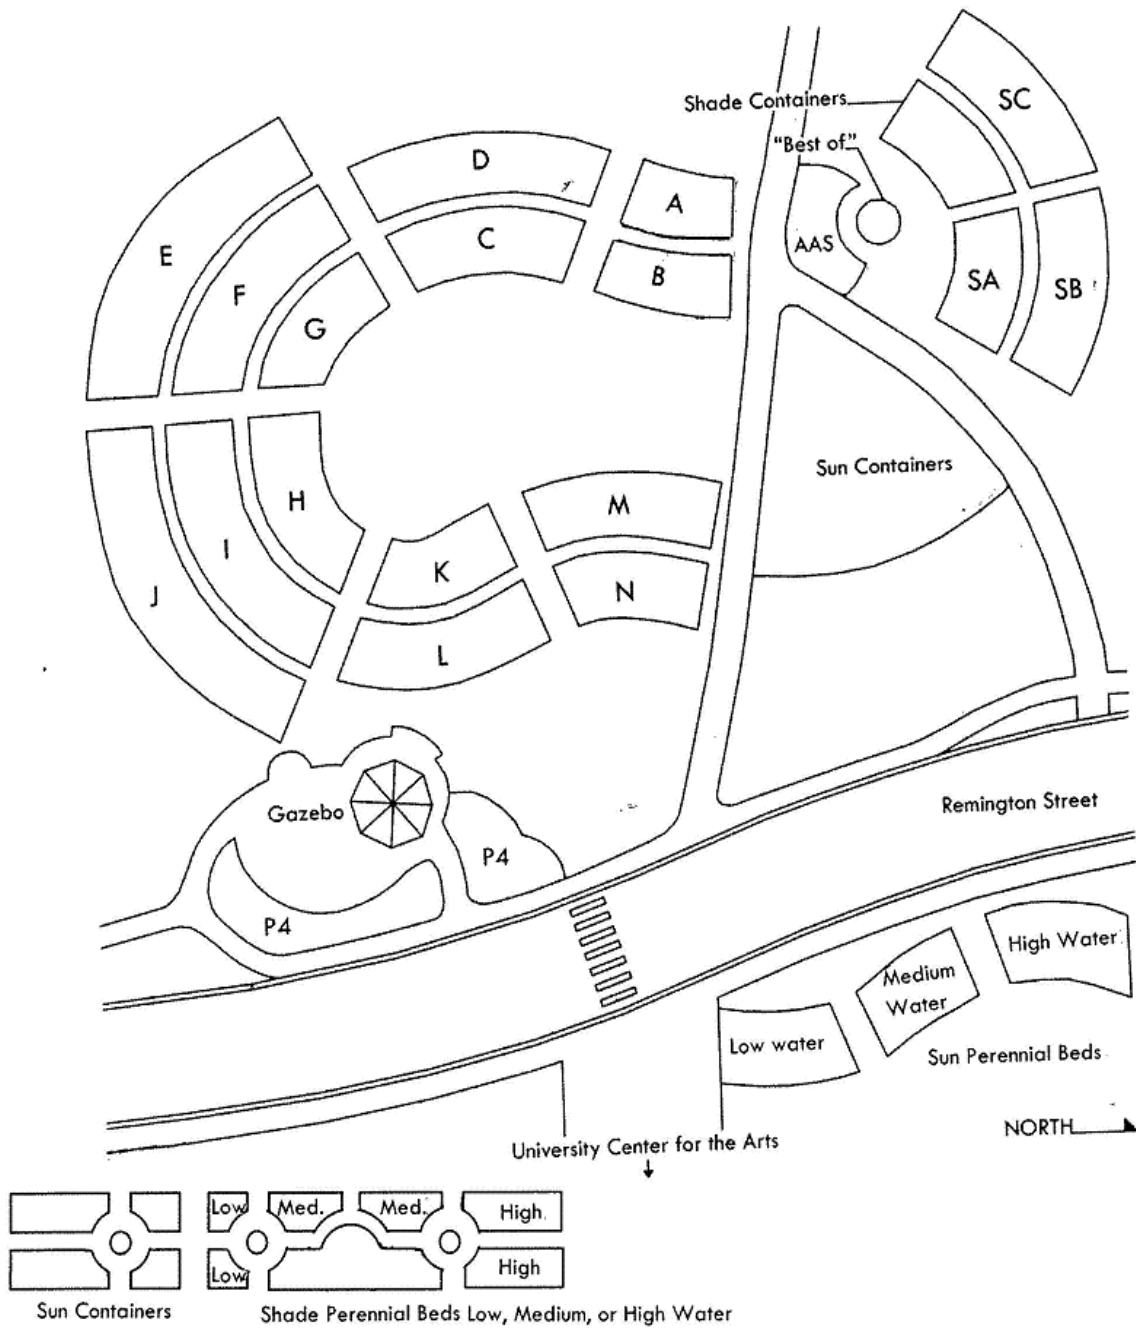 SC
Shade Containers
"Best of"
D
A
E
C
AAS
F
B
SA
SB
G
Sun Containers
H
M
I
K
N
J
L
Gazebo
Remington Street
P4
P4
High Water
Medium
Water
Low water
Sun Perennial Beds
NORTH
University Center for the Arts
Low
Med.
Med.
High
Low
High
Sun Containers
Shade Perennial Beds Low, Medium, or High Water